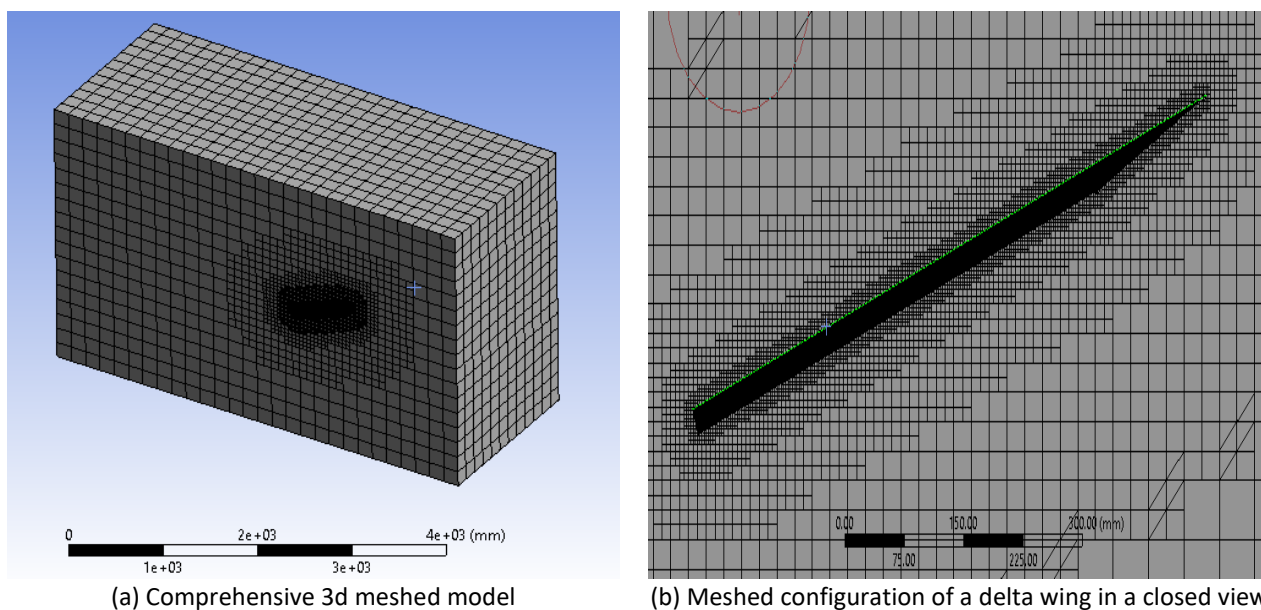 0 2e+03 4e+03 (mm)
1e+03 3e+03
0.00 150.00 300.00 (mm)
75.00 225.00
(a) Comprehensive 3d meshed model
(b) Meshed configuration of a delta wing in a closed view